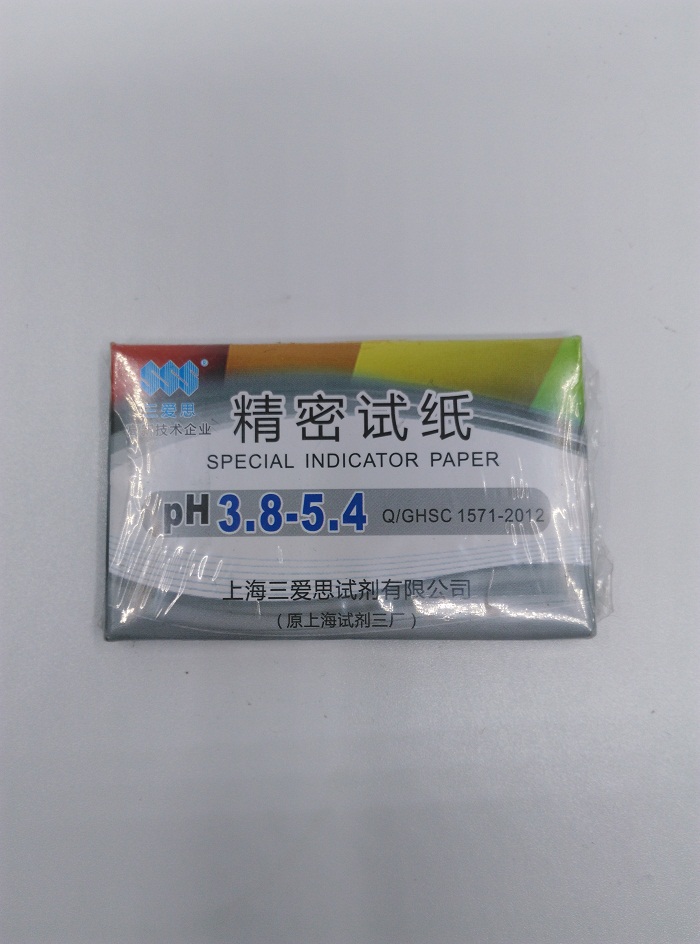 SSS®
三爱思
技术企业
精密试纸
SPECIAL INDICATOR PAPER
pH 3.8-5.4 Q/GHSC 1571-2012
上海三爱思试剂有限公司
(原上海试剂三厂)